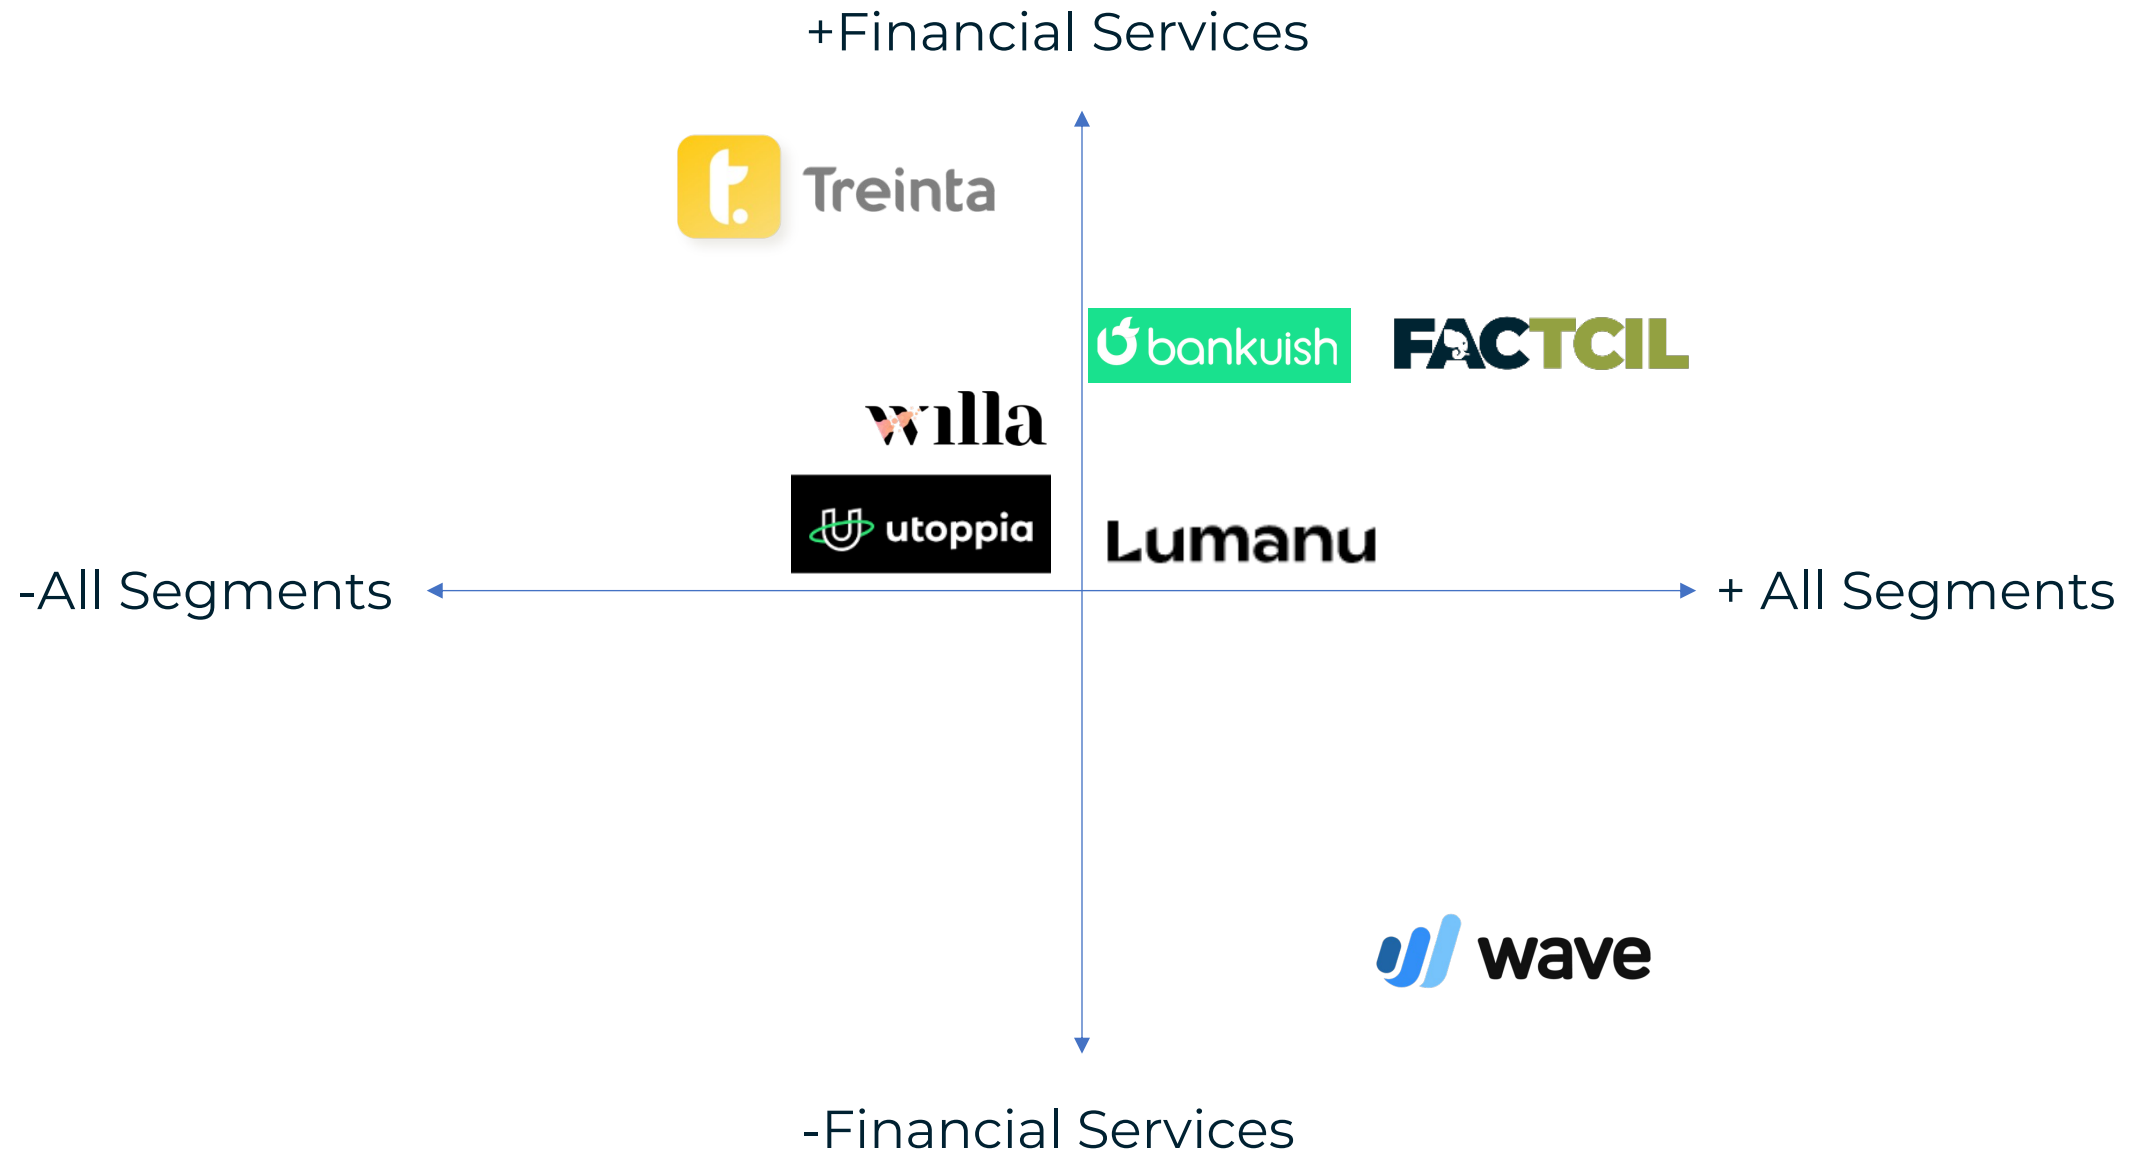 +Financial Services
t. Treinta
bankuish
FACTCIL
willa
utoppia
Lumanu
-All Segments
+ All Segments
wave
-Financial Services